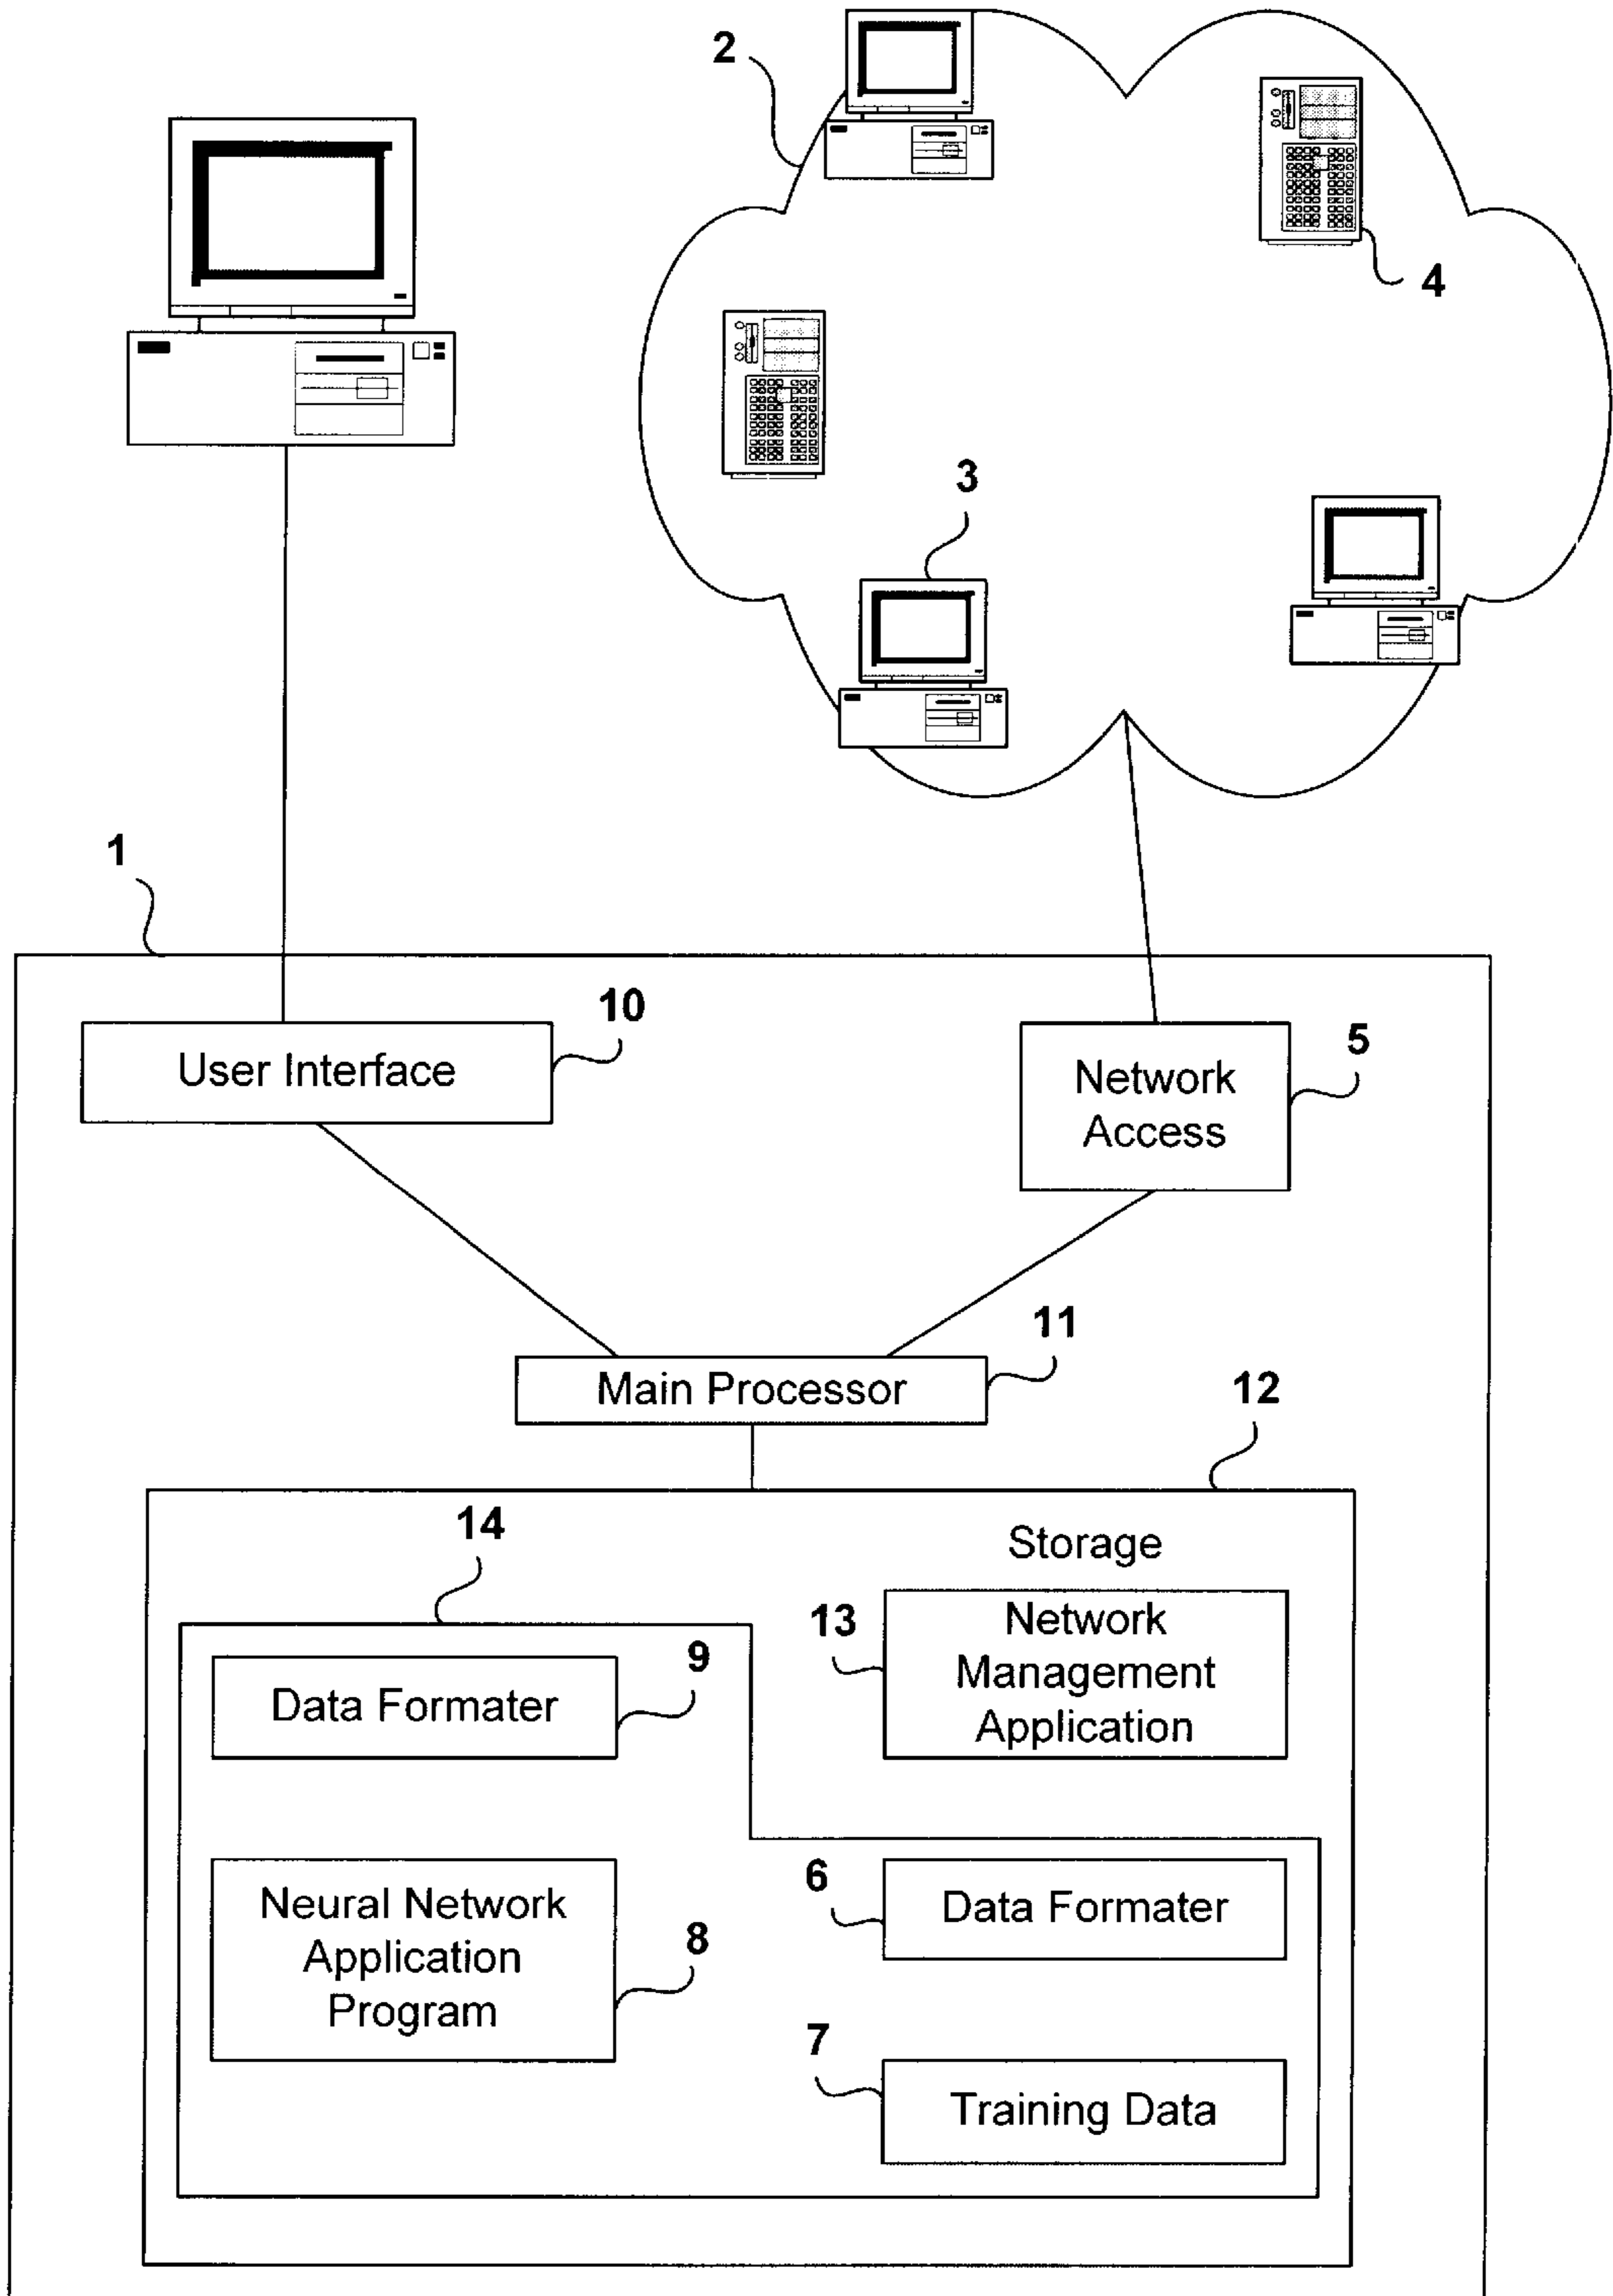 2
4
3
1
10
User Interface
5
Network
Access
11
Main Processor
12
14
Storage
13
Network
Management
Application
9
Data Formater
6
Data Formater
Neural Network
Application
Program
8
7
Training Data